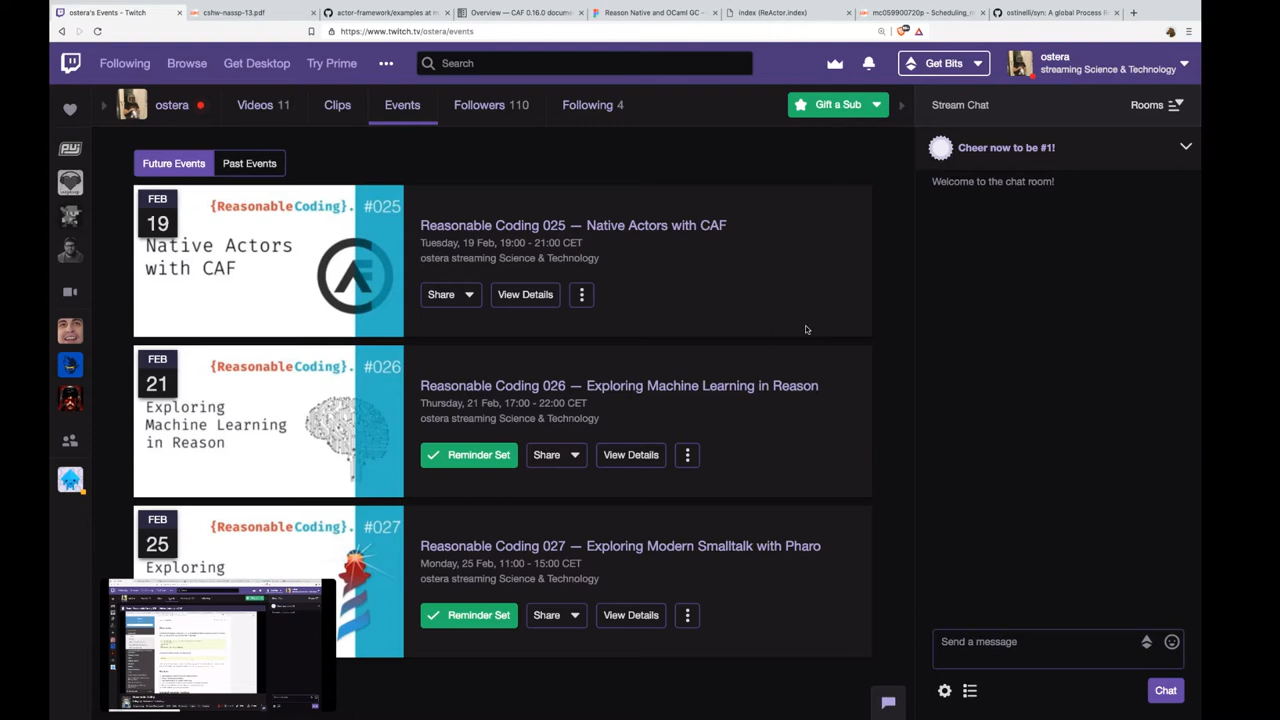 ostera's Events - Twitch
cshw-nassp-13.pdf
actor-framework/examples at m
Overview — CAF 0.16.0 docume
Reason Native and OCaml GC -
index (ReActor.index)
mc059900720p - Scheduling_m
ostinelli/syn: A global Process Re
https://www.twitch.tv/ostera/events
Following
Browse
Get Desktop
Try Prime
Search
Get Bits
ostera
streaming Science & Technology
ostera
Videos 11
Clips
Events
Followers 110
Following 4
Gift a Sub
Stream Chat
Rooms
Cheer now to be #1!
Welcome to the chat room!
Future Events
Past Events
FEB
19
{ReasonableCoding}.
#025
Native Actors
with CAF
Reasonable Coding 025 — Native Actors with CAF
Tuesday, 19 Feb, 19:00 - 21:00 CET
ostera streaming Science & Technology
Share
View Details
FEB
21
{ReasonableCoding}.
#026
Exploring
Machine Learning
in Reason
Reasonable Coding 026 — Exploring Machine Learning in Reason
Thursday, 21 Feb, 17:00 - 22:00 CET
ostera streaming Science & Technology
Reminder Set
Share
View Details
FEB
25
{ReasonableCoding}.
#027
Exploring
Reasonable Coding 027 — Exploring Modern Smalltalk with Pharo
Monday, 25 Feb, 11:00 - 15:00 CET
ostera streaming Science & Technology
Reminder Set
Share
View Details
Send a message
Chat